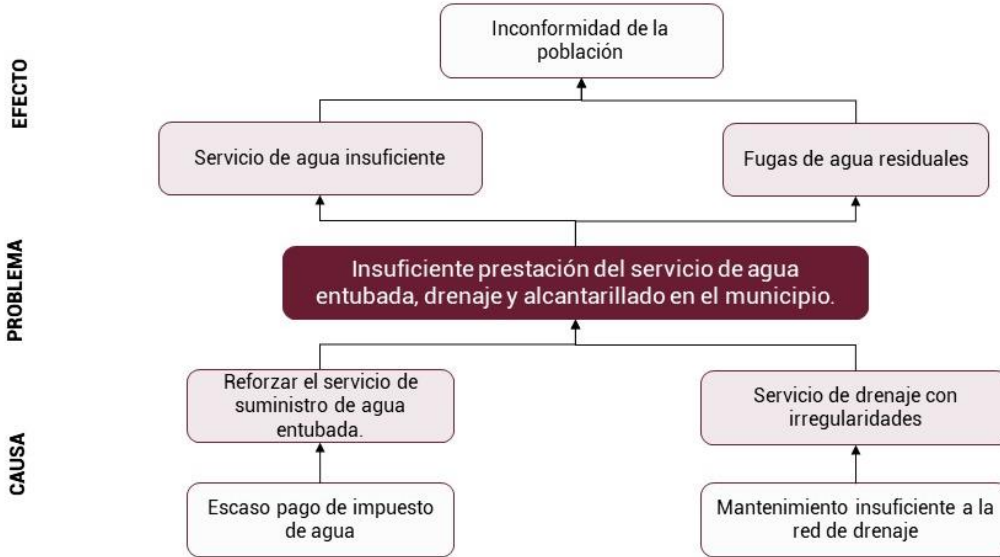 EFECTO
Inconformidad de la
población
Servicio de agua insuficiente
Fugas de agua residuales
PROBLEMA
Insuficiente prestación del servicio de agua
entubada, drenaje y alcantarillado en el municipio.
CAUSA
Reforzar el servicio de
suministro de agua
entubada.
Servicio de drenaje con
irregularidades
Escaso pago de impuesto
de agua
Mantenimiento insuficiente a la
red de drenaje